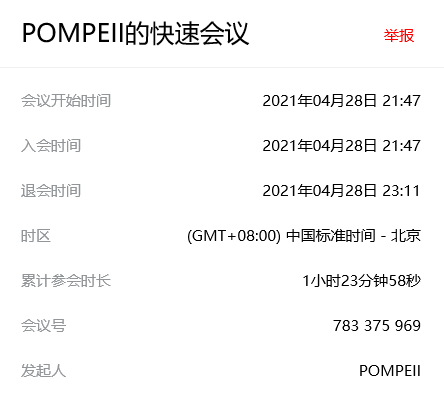 POMPEII的快速会议 举报
会议开始时间 2021年04月28日 21:47
入会时间 2021年04月28日 21:47
退会时间 2021年04月28日 23:11
时区 (GMT+08:00) 中国标准时间 - 北京
累计参会时长 1小时23分钟58秒
会议号 783 375 969
发起人 POMPEII